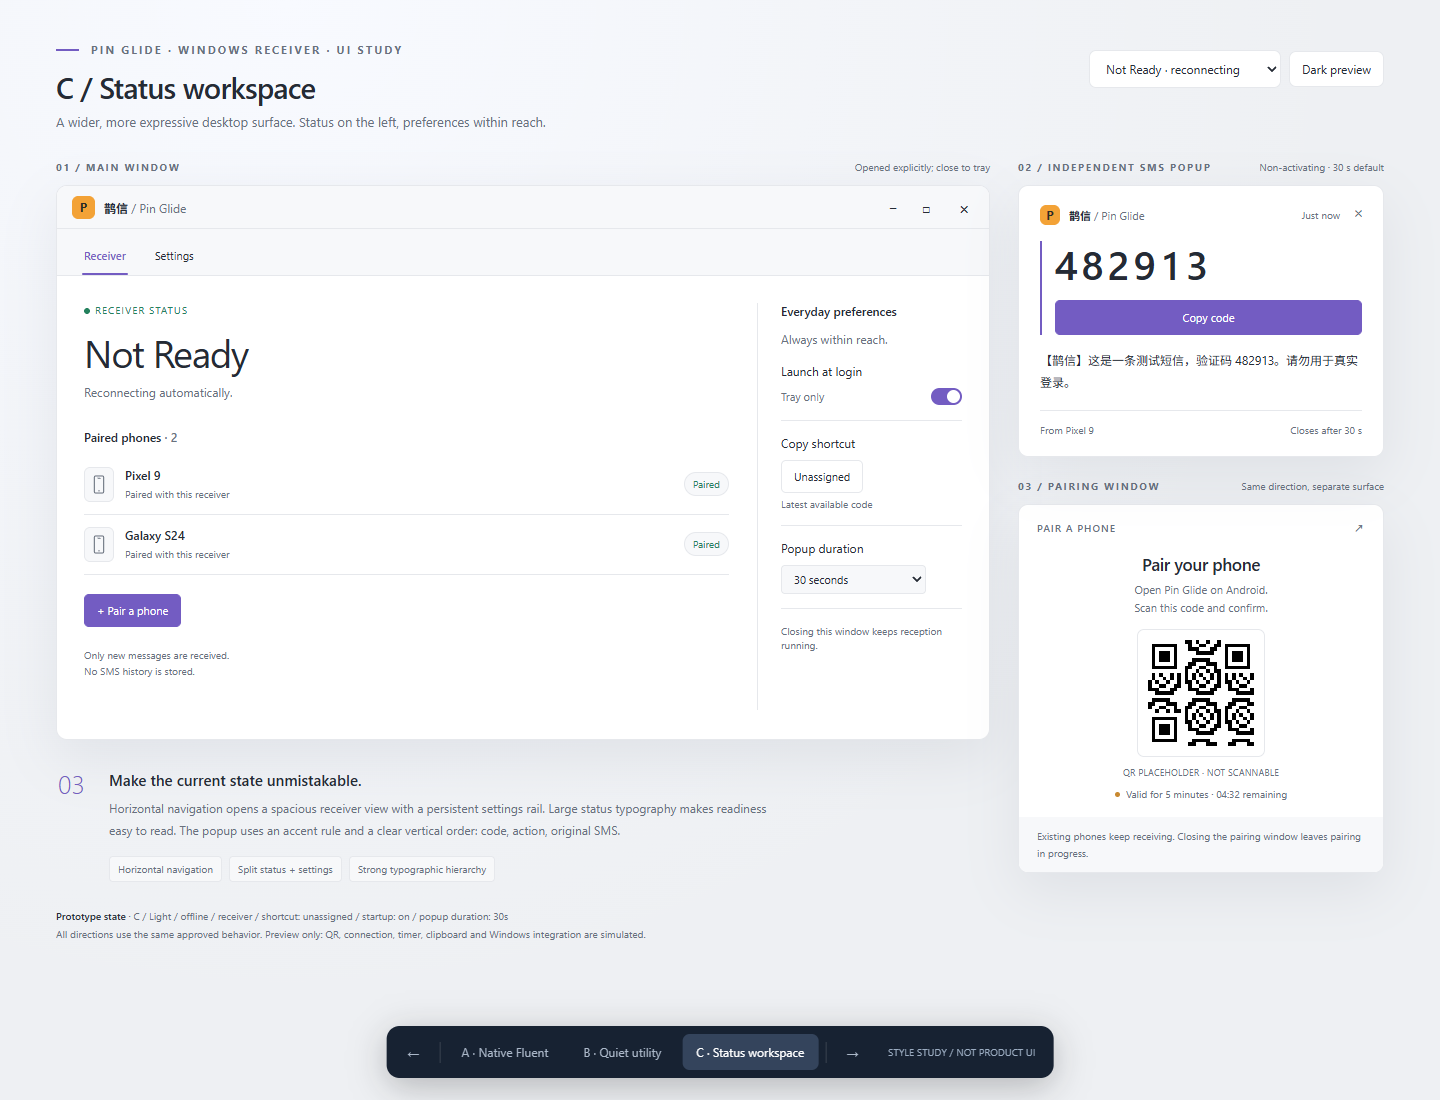 PIN GLIDE · WINDOWS RECEIVER · UI STUDY
C / Status workspace
A wider, more expressive desktop surface. Status on the left, preferences within reach.
Not Ready · reconnecting
Dark preview
01 / MAIN WINDOW
Opened explicitly; close to tray
P 鹊信 / Pin Glide
Receiver Settings
RECEIVER STATUS
Not Ready
Reconnecting automatically.
Paired phones · 2
Pixel 9
Paired with this receiver
Paired
Galaxy S24
Paired with this receiver
Paired
+ Pair a phone
Only new messages are received.
No SMS history is stored.
Everyday preferences
Always within reach.
Launch at login
Tray only
Copy shortcut
Unassigned
Latest available code
Popup duration
30 seconds
Closing this window keeps reception
running.
02 / INDEPENDENT SMS POPUP
Non-activating · 30 s default
P 鹊信 / Pin Glide
Just now
482913
Copy code
【鹊信】这是一条测试短信，验证码 482913。请勿用于真实
登录。
From Pixel 9
Closes after 30 s
03 / PAIRING WINDOW
Same direction, separate surface
PAIR A PHONE
Pair your phone
Open Pin Glide on Android.
Scan this code and confirm.
QR PLACEHOLDER · NOT SCANNABLE
Valid for 5 minutes · 04:32 remaining
Existing phones keep receiving. Closing the pairing window leaves pairing
in progress.
03
Make the current state unmistakable.
Horizontal navigation opens a spacious receiver view with a persistent settings rail. Large status typography makes readiness
easy to read. The popup uses an accent rule and a clear vertical order: code, action, original SMS.
Horizontal navigation
Split status + settings
Strong typographic hierarchy
Prototype state · C / Light / offline / receiver / shortcut: unassigned / startup: on / popup duration: 30s
All directions use the same approved behavior. Preview only: QR, connection, timer, clipboard and Windows integration are simulated.
← A · Native Fluent B · Quiet utility C · Status workspace → STYLE STUDY / NOT PRODUCT UI